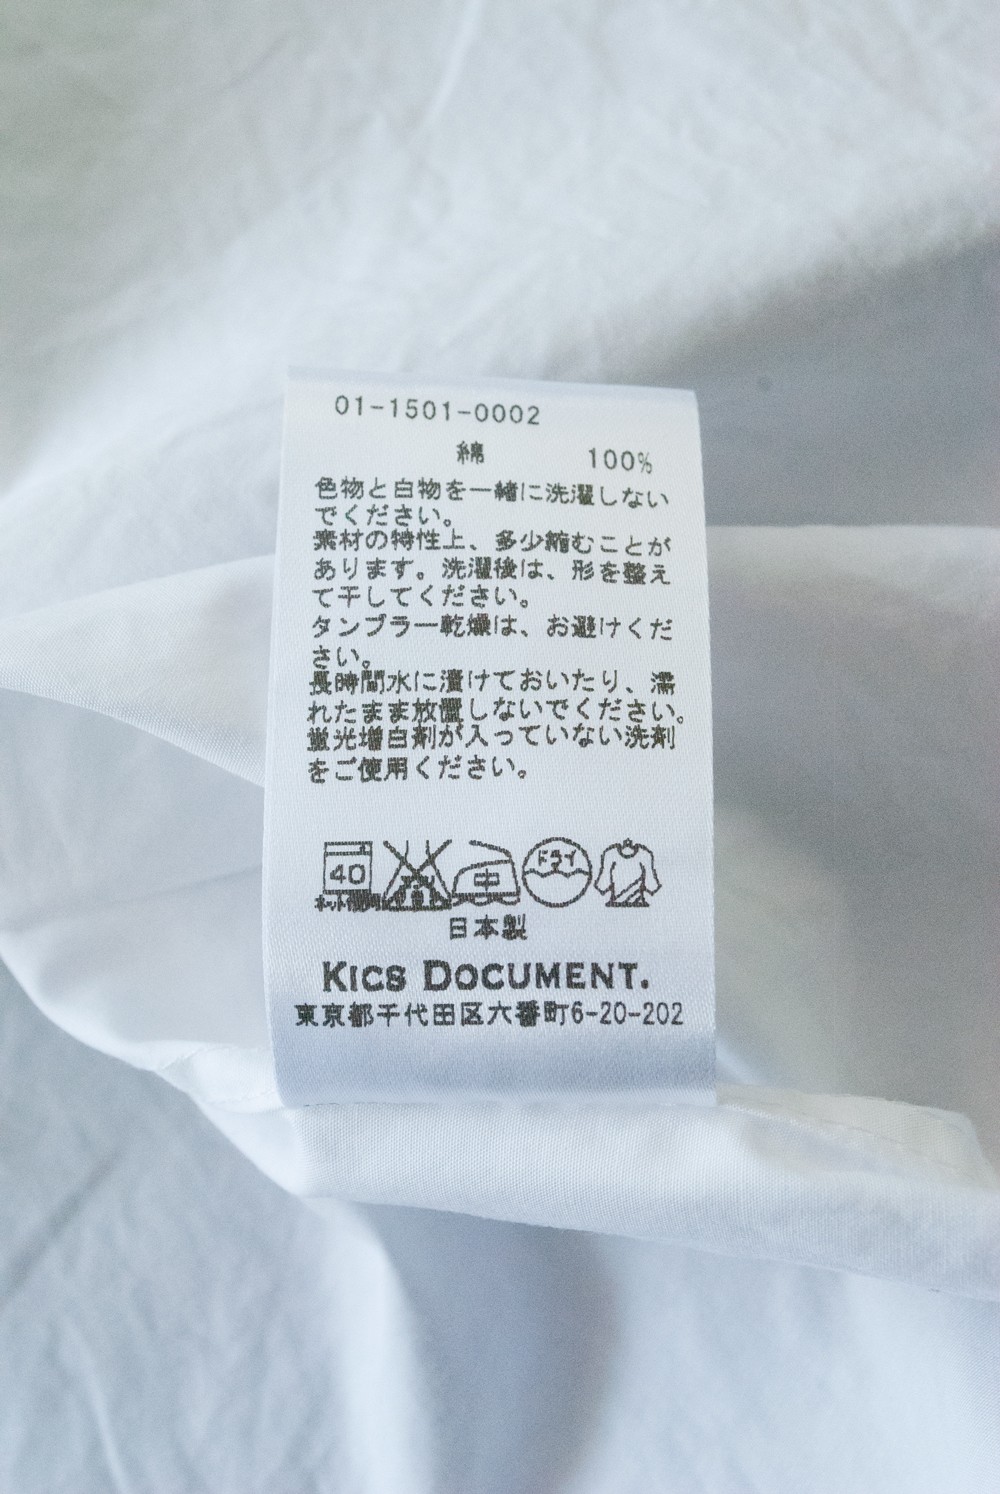 01-1501-0002
綿 100%
色物と白物を一緒に洗濯しない
でください。
素材の特性上、多少縮むことが
あります。洗濯後は、形を整え
て干してください。
タンブラー乾燥は、お避けくだ
さい。
長時間水に漬けておいたり、濡
れたまま放置しないでください。
蛍光増白剤が入っていない洗剤
をご使用ください。
40 中 ドライ
ネット使用
日本製
KICS DOCUMENT.
東京都千代田区六番町6-20-202